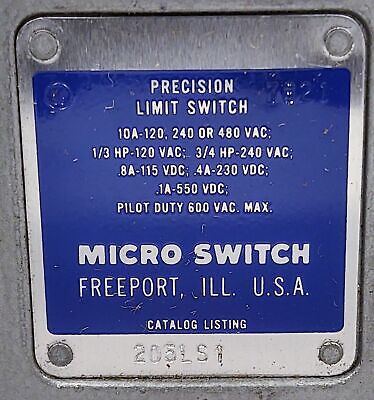 PRECISION
LIMIT SWITCH
10A-120, 240 OR 480 VAC;
1/3 HP-120 VAC; 3/4 HP-240 VAC;
.8A-115 VDC; .4A-230 VDC;
.1A-550 VDC;
PILOT DUTY 600 VAC. MAX.
MICRO SWITCH
FREEPORT, ILL. U.S.A.
CATALOG LISTING
205LS1